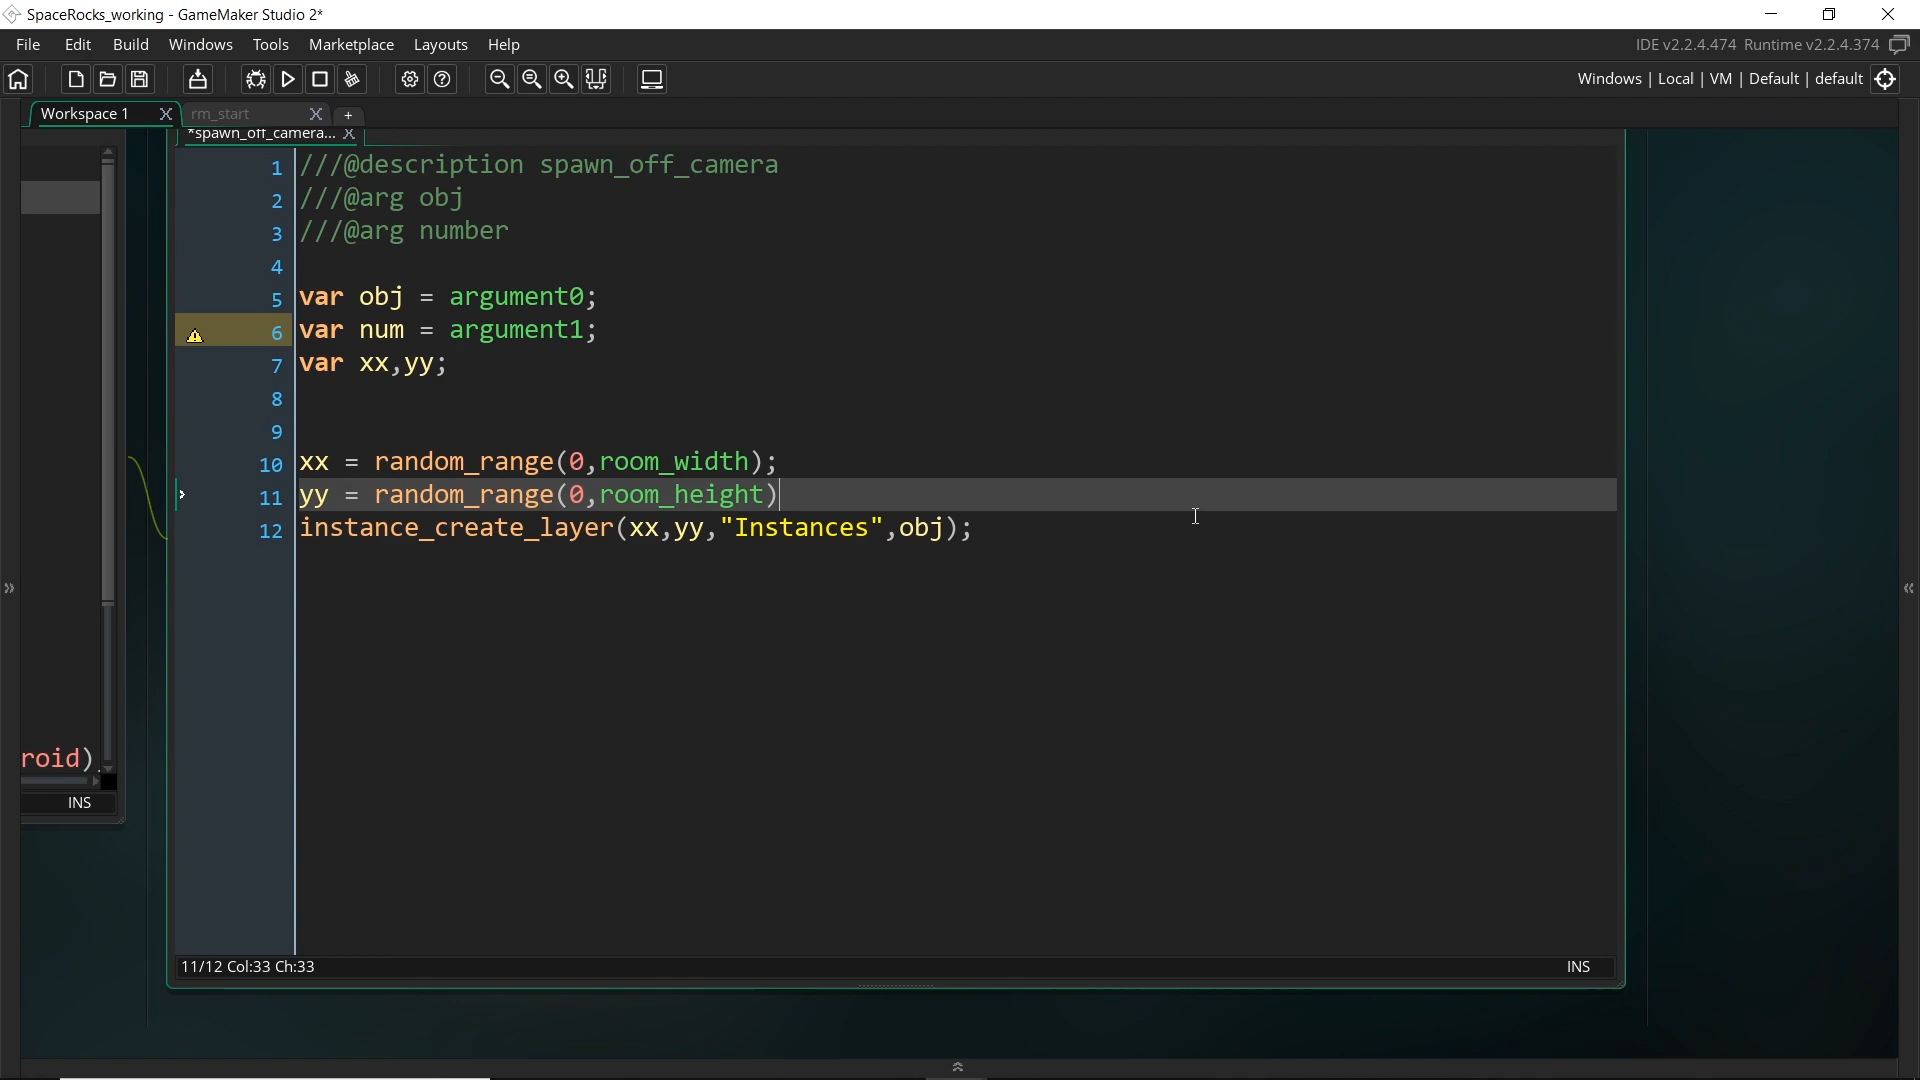 SpaceRocks_working - GameMaker Studio 2*
File Edit Build Windows Tools Marketplace Layouts Help
IDE v2.2.4.474 Runtime v2.2.4.374
Windows | Local | VM | Default | default
Workspace 1 X rm_start X +
*spawn_off_camera... X
1 ///@description spawn_off_camera
2 ///@arg obj
3 ///@arg number
4
5 var obj = argument0;
6 var num = argument1;
7 var xx,yy;
8
9
10 xx = random_range(0,room_width);
11 yy = random_range(0,room_height)
12 instance_create_layer(xx,yy,"Instances",obj);
roid)
INS
11/12 Col:33 Ch:33
INS